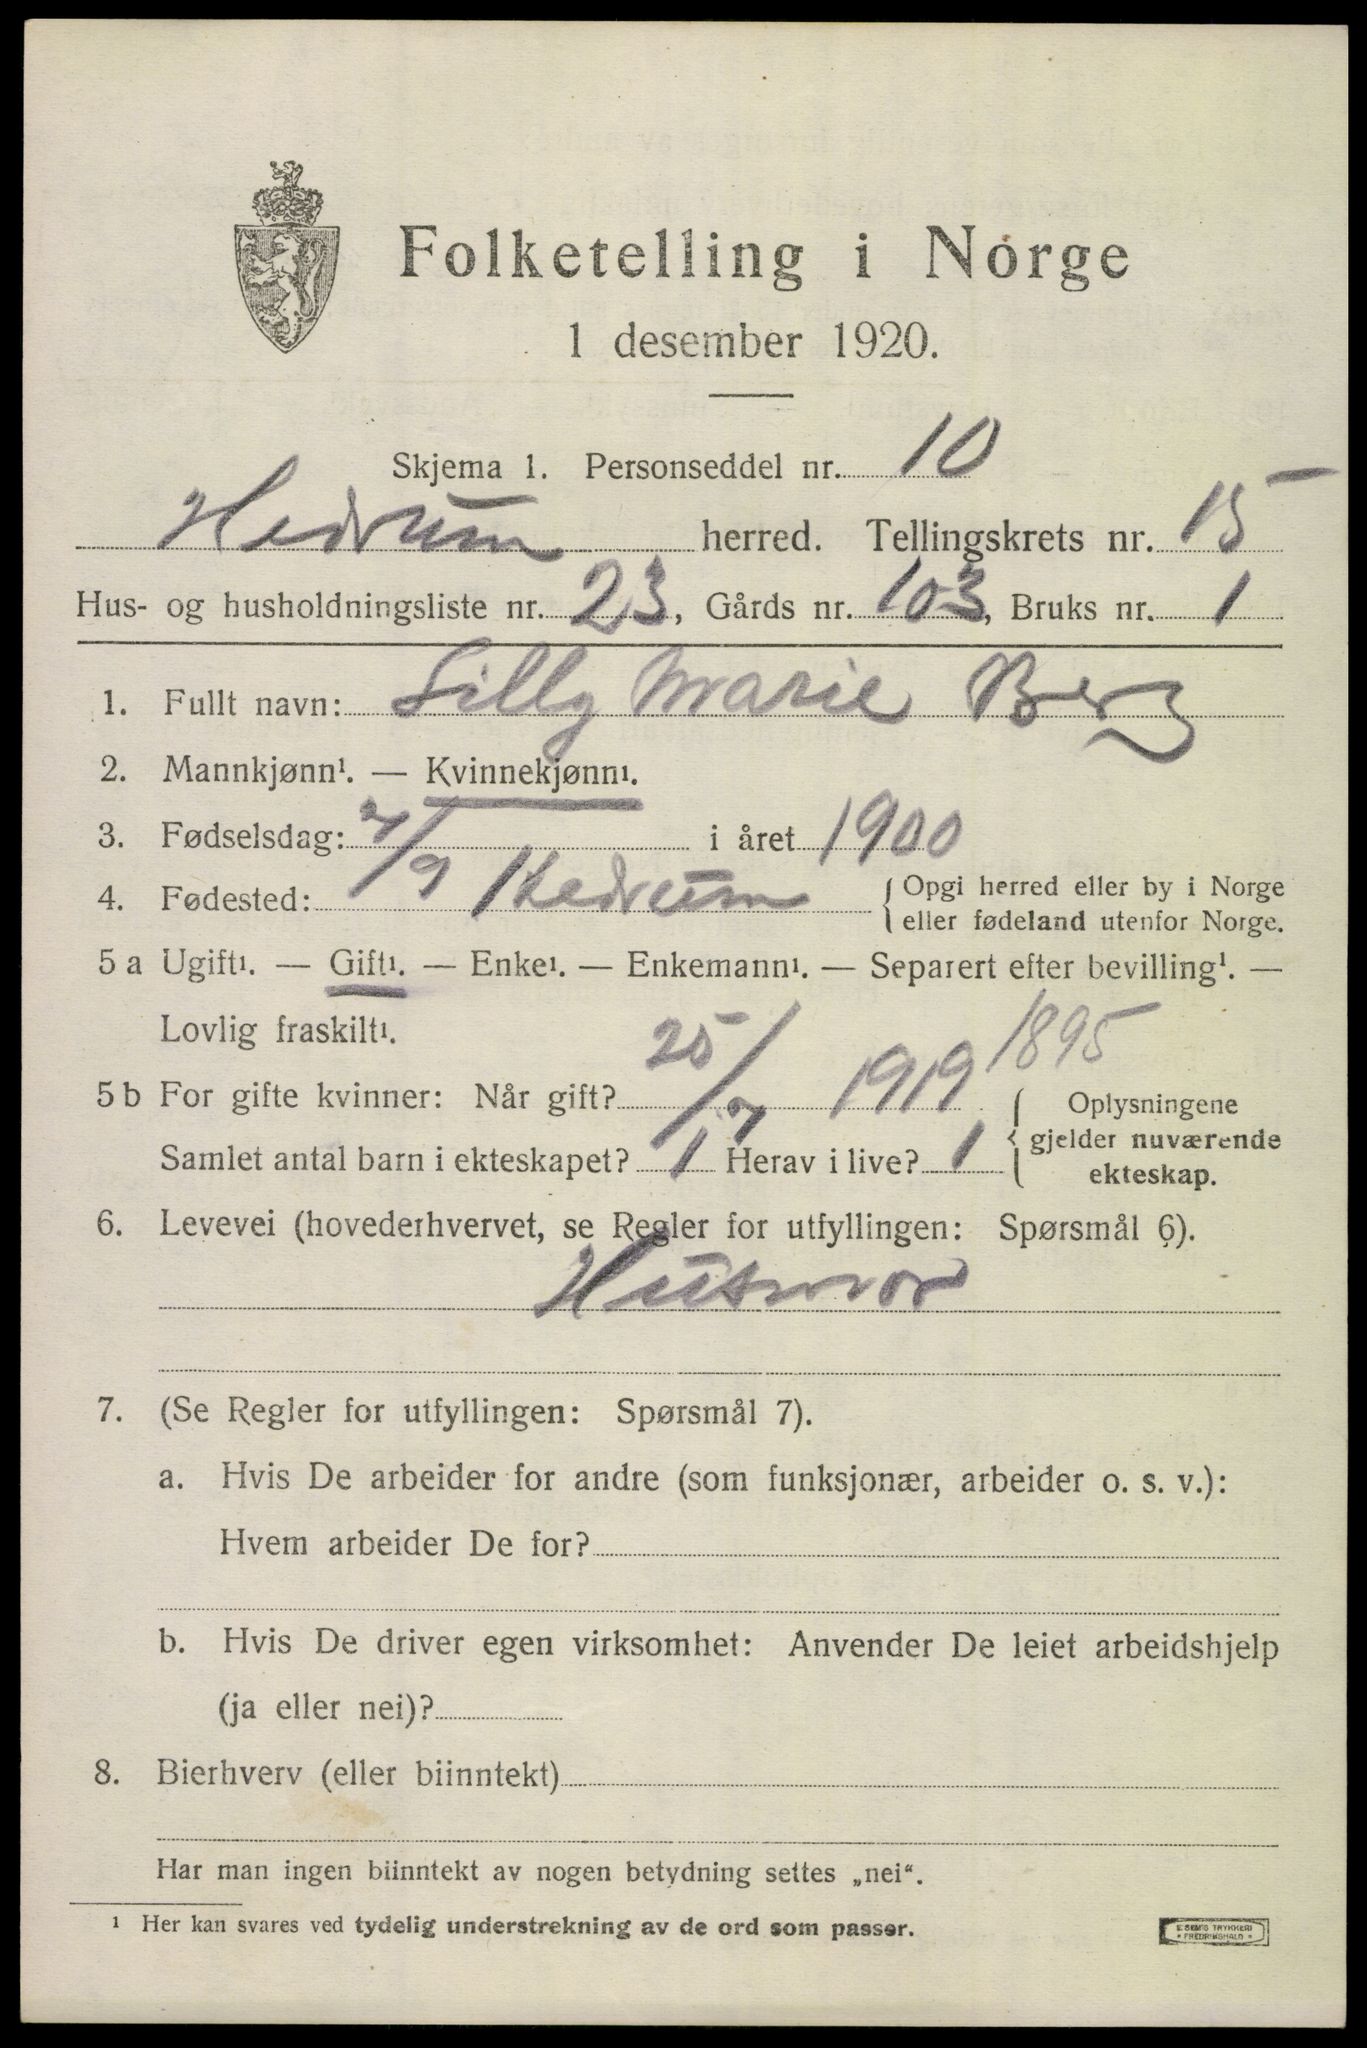 Folketelling i Norge
1 desember 1920.
Skjema 1. Personseddel nr. 10
Hedrum herred. Tellingskrets nr. 15
Hus- og husholdningsliste nr. 23, Gårds nr. 103, Bruks nr. 1
1. Fullt navn: Lilly Marie Berg
2. Mannkjønn¹. — Kvinnekjønn¹.
3. Fødselsdag: 7/9 i året 1900
4. Fødested: Hedrum { Opgi herred eller by i Norge
eller fødeland utenfor Norge.
5 a Ugift¹. — Gift¹. — Enke¹. — Enkemann¹. — Separert efter bevilling¹. —
Lovlig fraskilt¹.
1895
5 b For gifte kvinner: Når gift? 25/7 1919 { Oplysningene
gjelder nuværende
Samlet antal barn i ekteskapet? 1 Herav i live? 1
ekteskap.
6. Levevei (hovederhvervet, se Regler for utfyllingen: Spørsmål 6).
Husmor
7. (Se Regler for utfyllingen: Spørsmål 7).
a. Hvis De arbeider for andre (som funksjonær, arbeider o. s. v.):
Hvem arbeider De for?
b. Hvis De driver egen virksomhet: Anvender De leiet arbeidshjelp
(ja eller nei)?
8. Bierhverv (eller biinntekt)
Har man ingen biinntekt av nogen betydning settes „nei“.
¹ Her kan svares ved tydelig understrekning av de ord som passer.
E. SEM'S TRYKKERI
* FREDRIKSHALD *